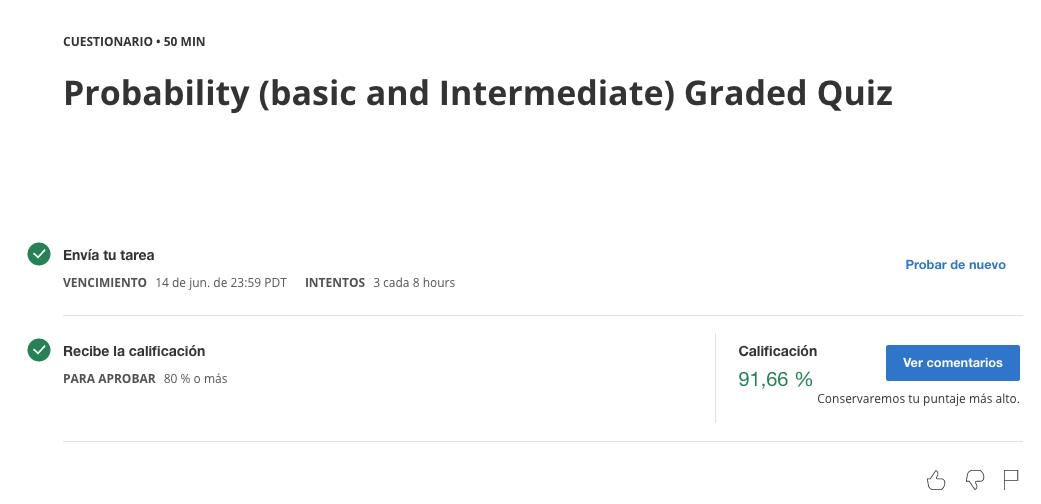 CUESTIONARIO • 50 MIN
Probability (basic and Intermediate) Graded Quiz
Envía tu tarea
VENCIMIENTO 14 de jun. de 23:59 PDT INTENTOS 3 cada 8 hours
Probar de nuevo
Recibe la calificación
PARA APROBAR 80 % o más
Calificación
91,66 %
Ver comentarios
Conservaremos tu puntaje más alto.